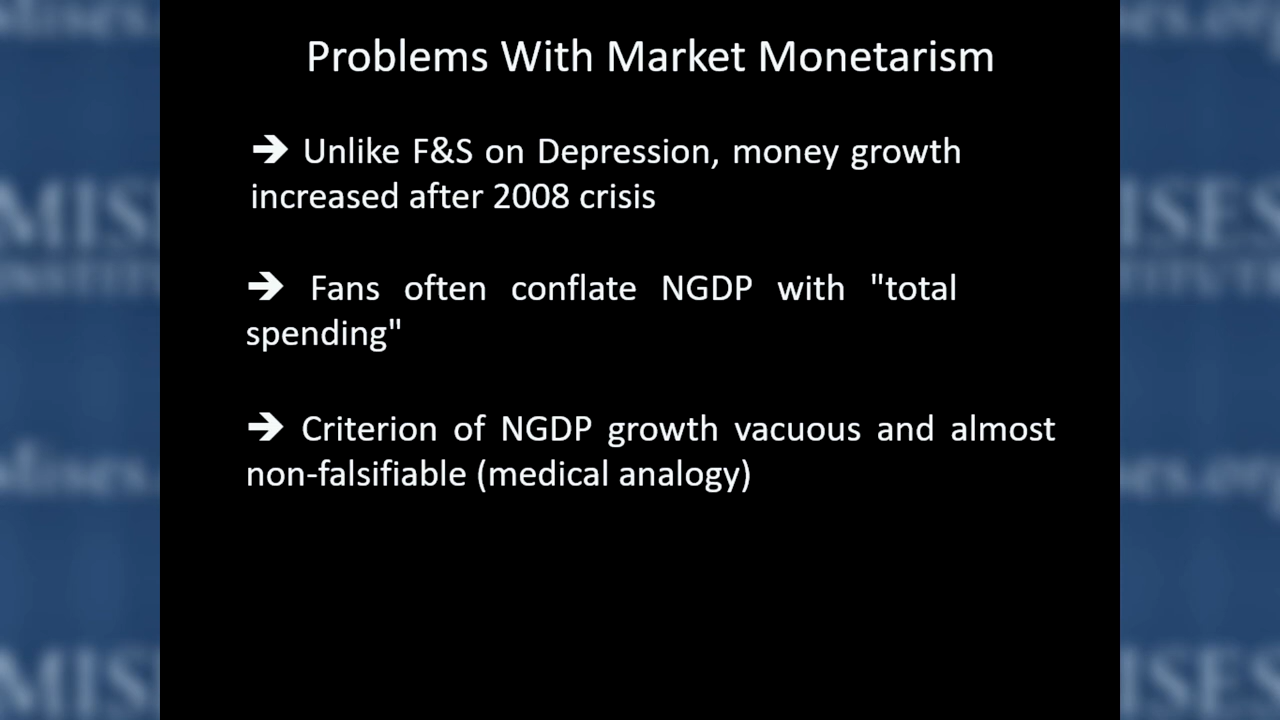 Problems With Market Monetarism
➔ Unlike F&S on Depression, money growth
increased after 2008 crisis
➔ Fans often conflate NGDP with "total
spending"
➔ Criterion of NGDP growth vacuous and almost
non-falsifiable (medical analogy)